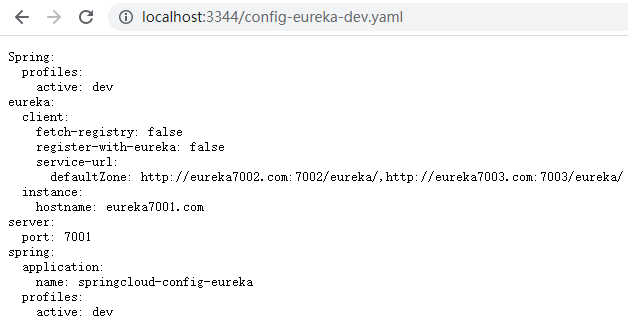 localhost:3344/config-eureka-dev.yaml
Spring:
  profiles:
    active: dev
eureka:
  client:
    fetch-registry: false
    register-with-eureka: false
    service-url:
      defaultZone: http://eureka7002.com:7002/eureka/,http://eureka7003.com:7003/eureka/
  instance:
    hostname: eureka7001.com
server:
  port: 7001
spring:
  application:
    name: springcloud-config-eureka
  profiles:
    active: dev